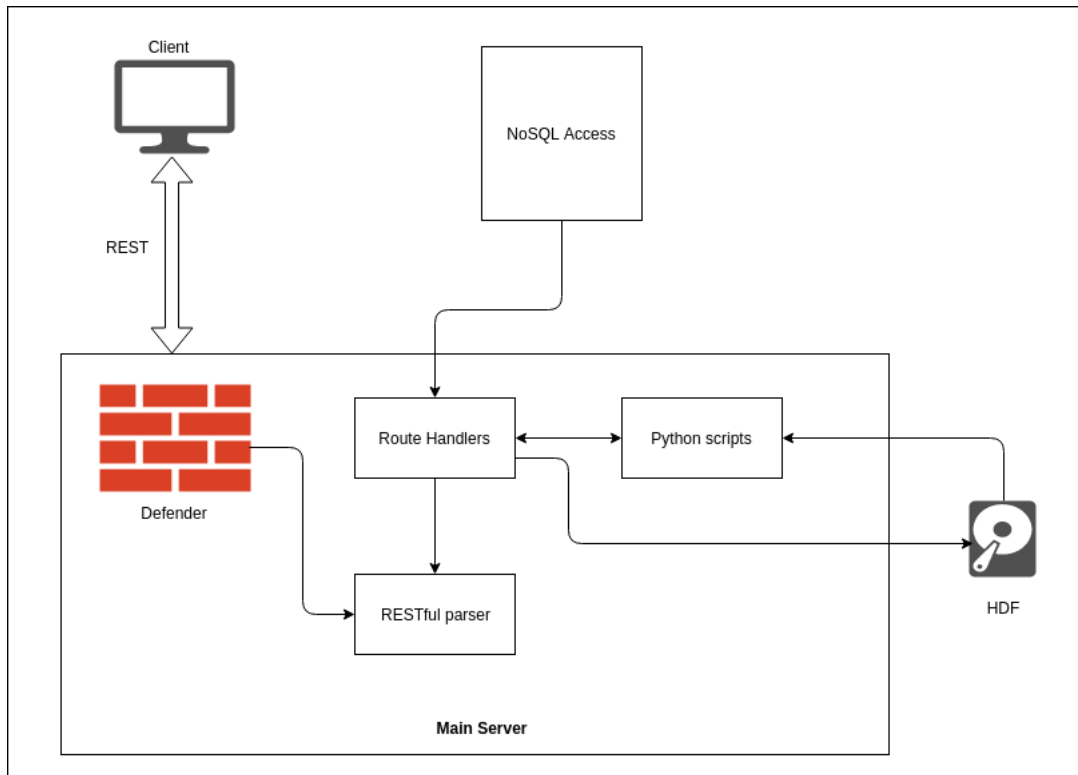 Client
NoSQL Access
REST
Route Handlers
Python scripts
Defender
RESTful parser
HDF
Main Server